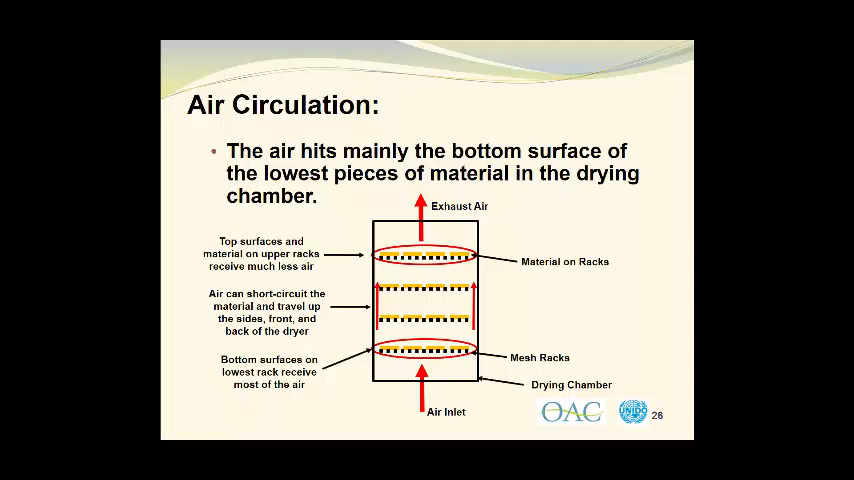 Air Circulation:
• The air hits mainly the bottom surface of
the lowest pieces of material in the drying
chamber.
Exhaust Air
Top surfaces and
material on upper racks
receive much less air
Material on Racks
Air can short-circuit the
material and travel up
the sides, front, and
back of the dryer
Bottom surfaces on
lowest rack receive
most of the air
Mesh Racks
Drying Chamber
Air Inlet
OAC
UNIDO
26